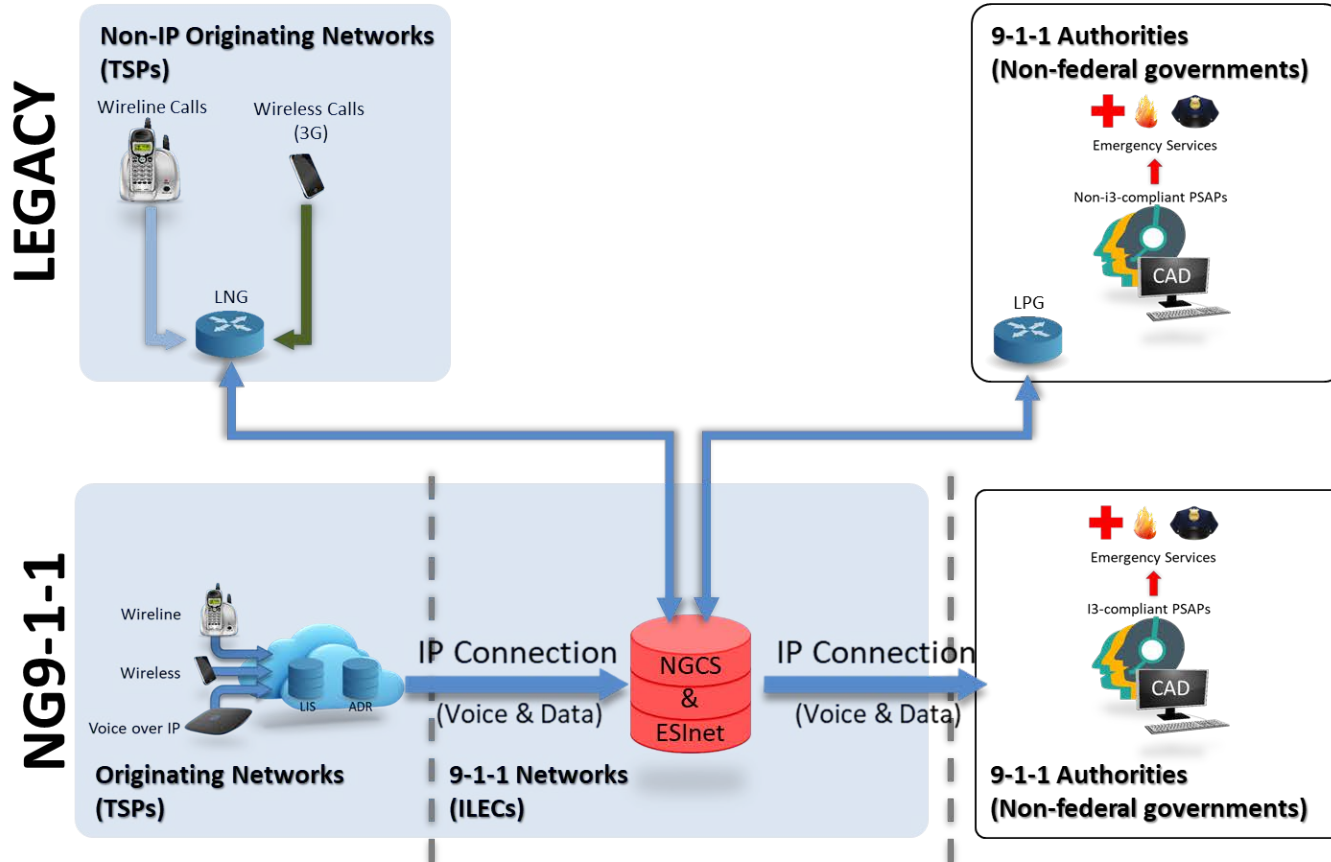 LEGACY
Non-IP Originating Networks
(TSPs)
Wireline Calls
Wireless Calls
(3G)
LNG
9-1-1 Authorities
(Non-federal governments)
Emergency Services
Non-i3-compliant PSAPs
CAD
LPG
NG9-1-1
Wireline
Wireless
Voice over IP
LIS
ADR
Originating Networks
(TSPs)
IP Connection
(Voice & Data)
9-1-1 Networks
(ILECs)
NGCS
&
ESInet
IP Connection
(Voice & Data)
Emergency Services
I3-compliant PSAPs
CAD
9-1-1 Authorities
(Non-federal governments)